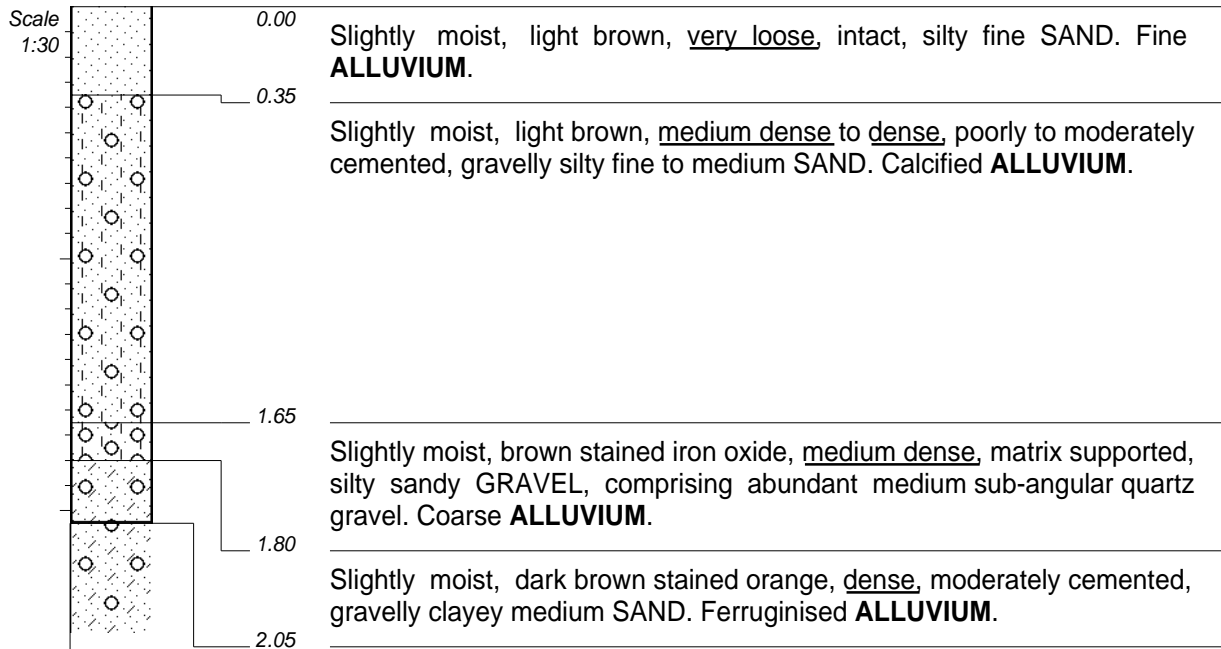 Scale
1:30
0.00
Slightly moist, light brown, very loose, intact, silty fine SAND. Fine
ALLUVIUM.
0.35
Slightly moist, light brown, medium dense to dense, poorly to moderately
cemented, gravelly silty fine to medium SAND. Calcified ALLUVIUM.
1.65
Slightly moist, brown stained iron oxide, medium dense, matrix supported,
silty sandy GRAVEL, comprising abundant medium sub-angular quartz
gravel. Coarse ALLUVIUM.
1.80
Slightly moist, dark brown stained orange, dense, moderately cemented,
gravelly clayey medium SAND. Ferruginised ALLUVIUM.
2.05